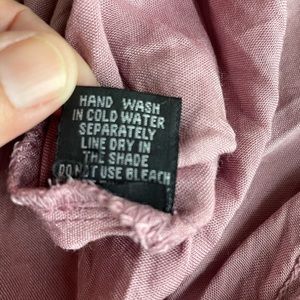 HAND WASH
IN COLD WATER
SEPARATELY
LINE DRY IN
THE SHADE
DO NOT USE BLEACH